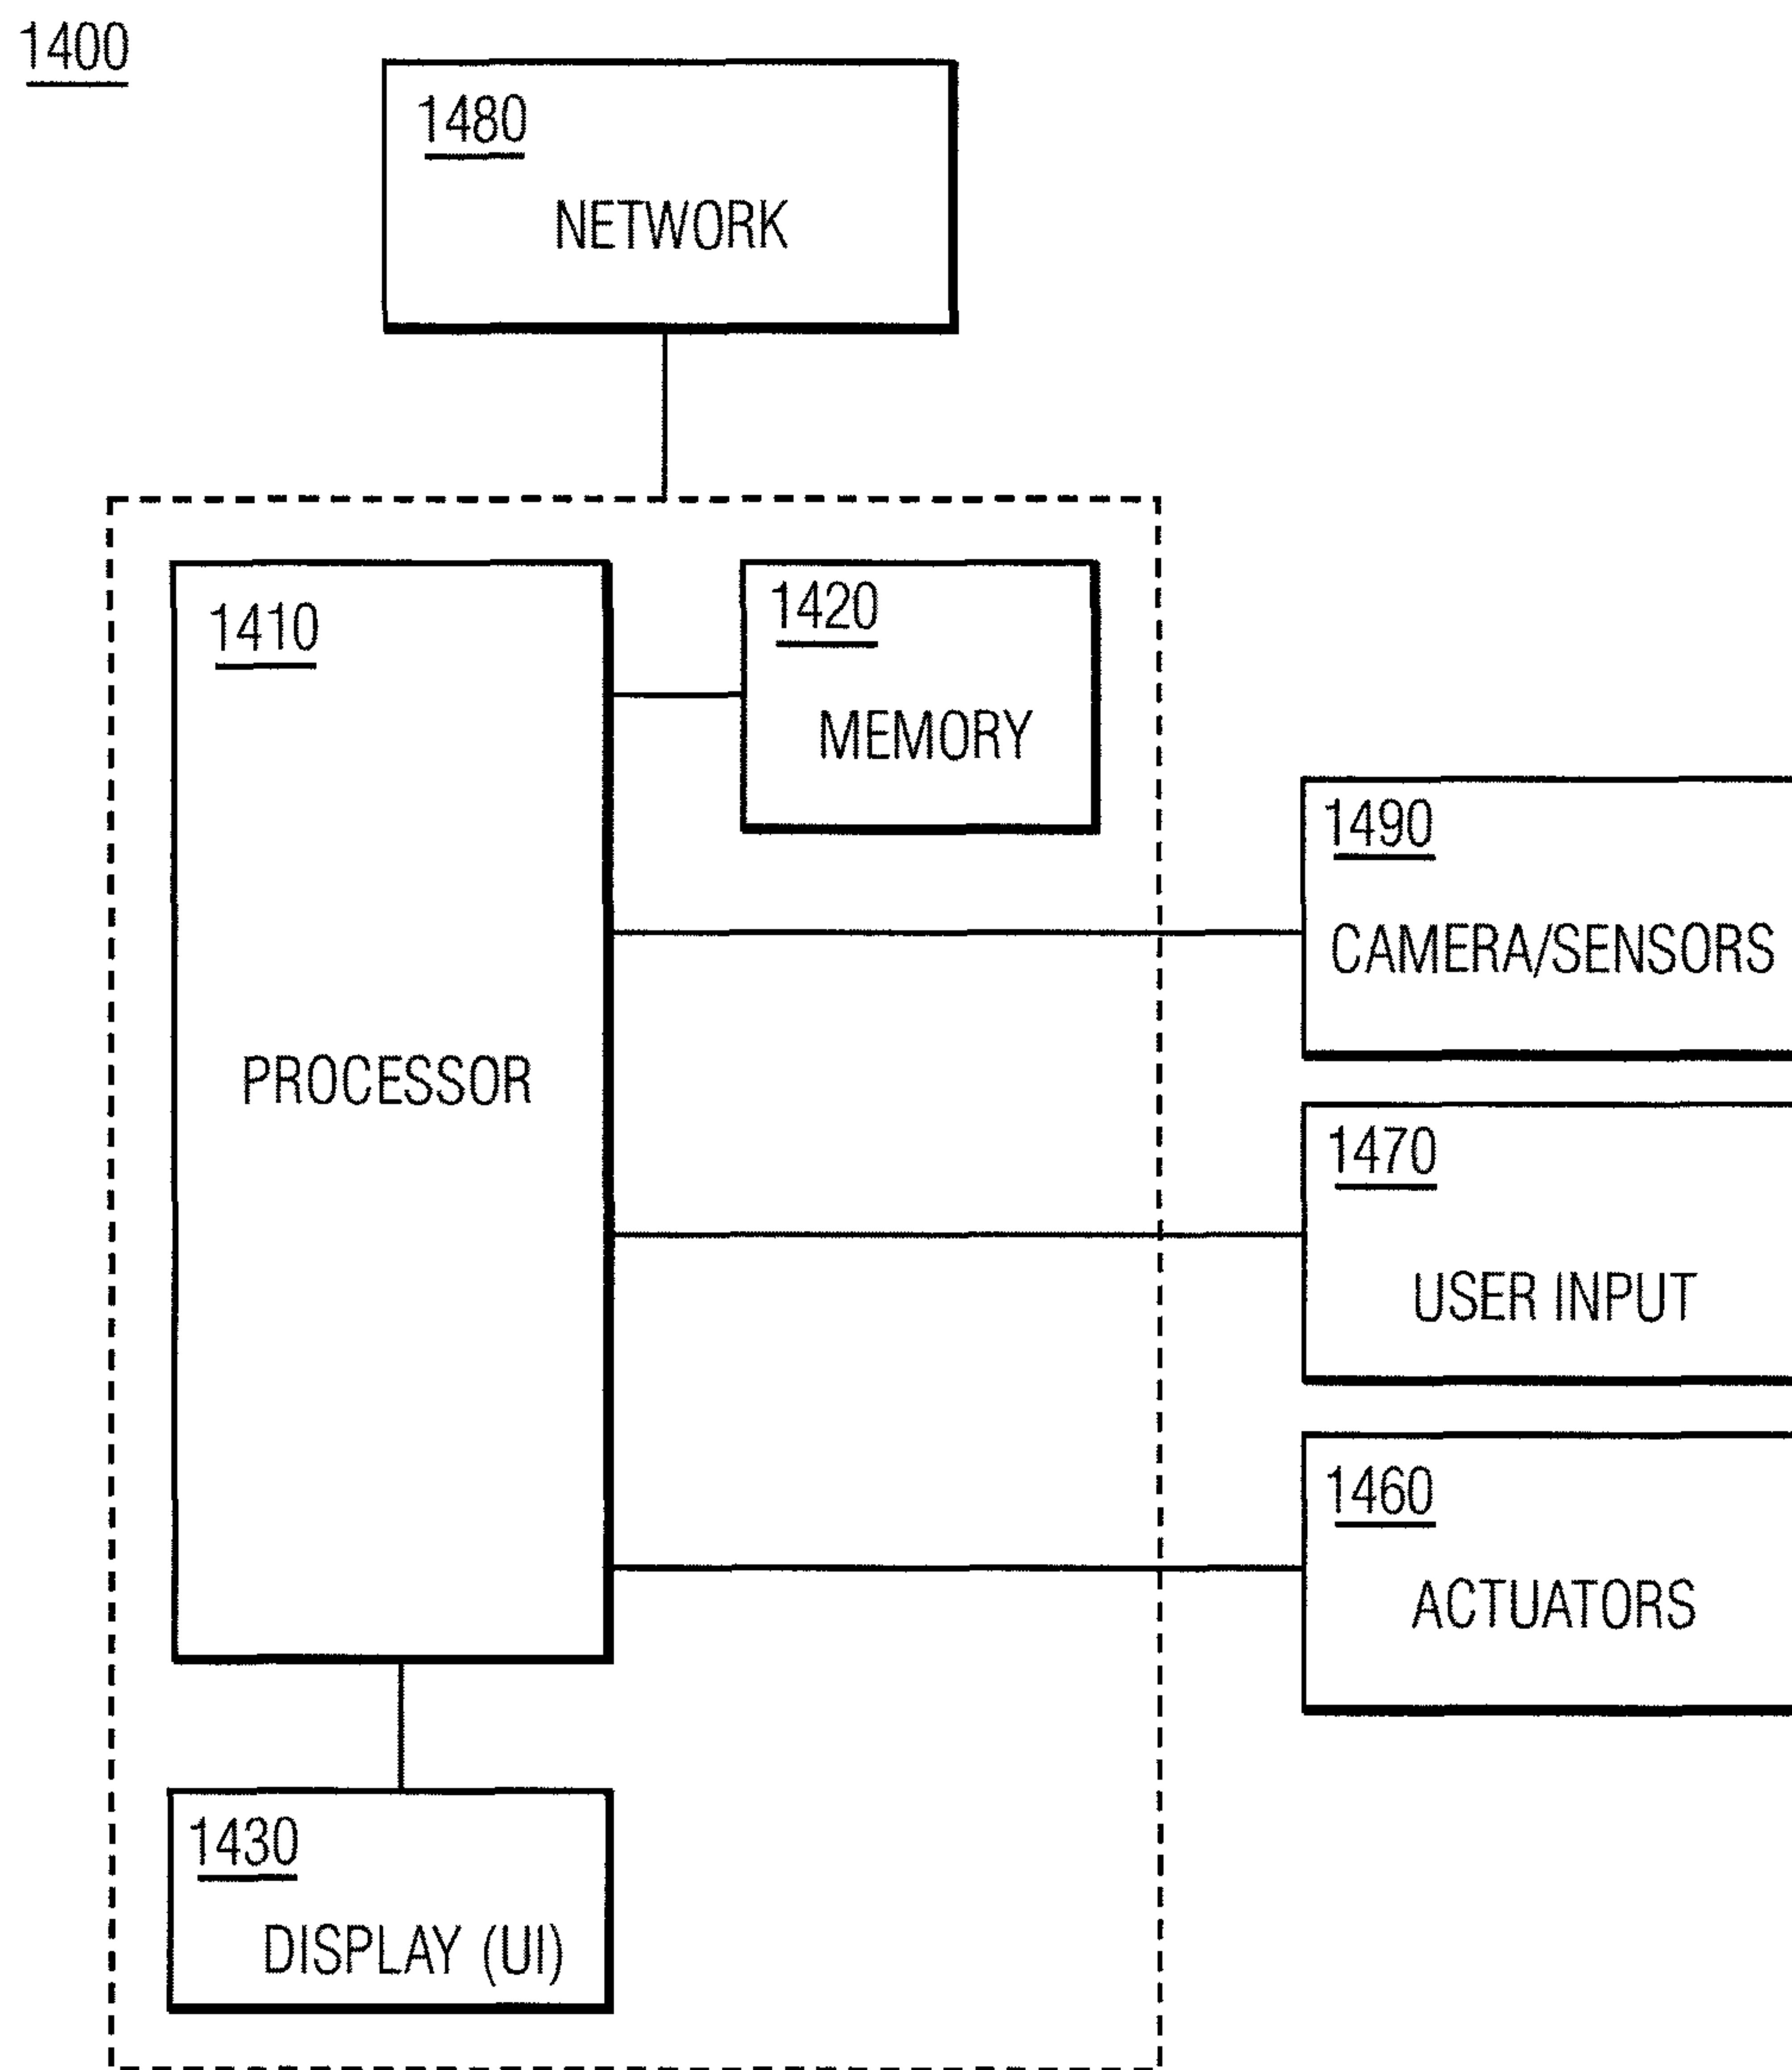 1400
1480
NETWORK
1410
PROCESSOR
1420
MEMORY
1490
CAMERA/SENSORS
1470
USER INPUT
1460
ACTUATORS
1430
DISPLAY (UI)